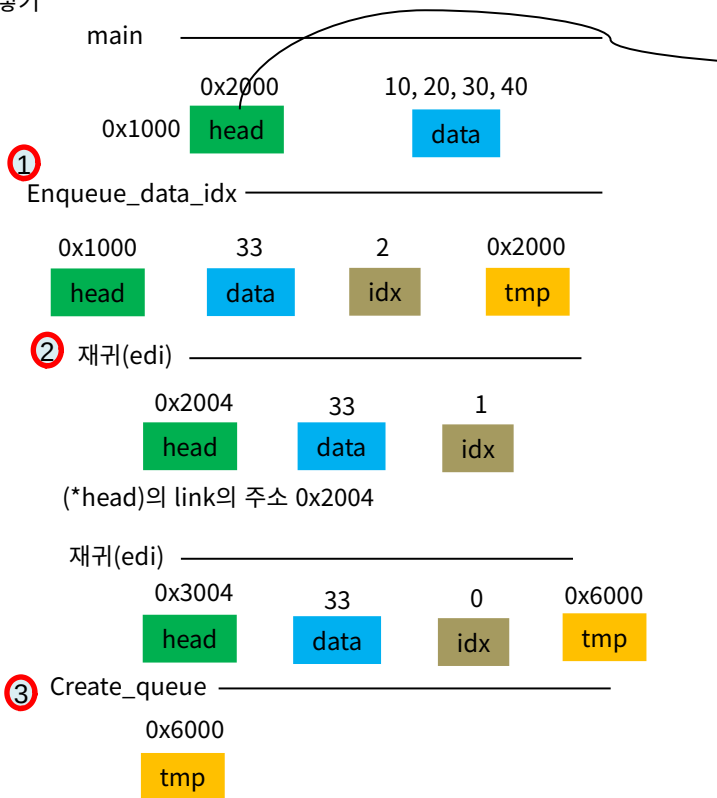 main
0x2000 10, 20, 30, 40
0x1000 head data
1
Enqueue_data_idx
0x1000 33 2 0x2000
head data idx tmp
2 재귀(edi)
0x2004 33 1
head data idx
(*head)의 link의 주소 0x2004
재귀(edi)
0x3004 33 0 0x6000
head data idx tmp
3 Create_queue
0x6000
tmp